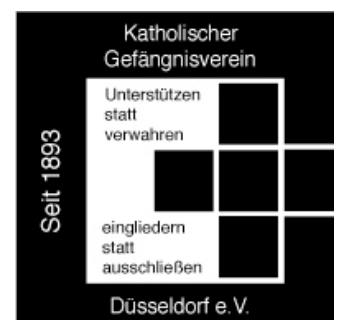 Katholischer
Gefängnisverein
Unterstützen
statt
verwahren
Seit 1893
eingliedern
statt
ausschließen
Düsseldorf e.V.